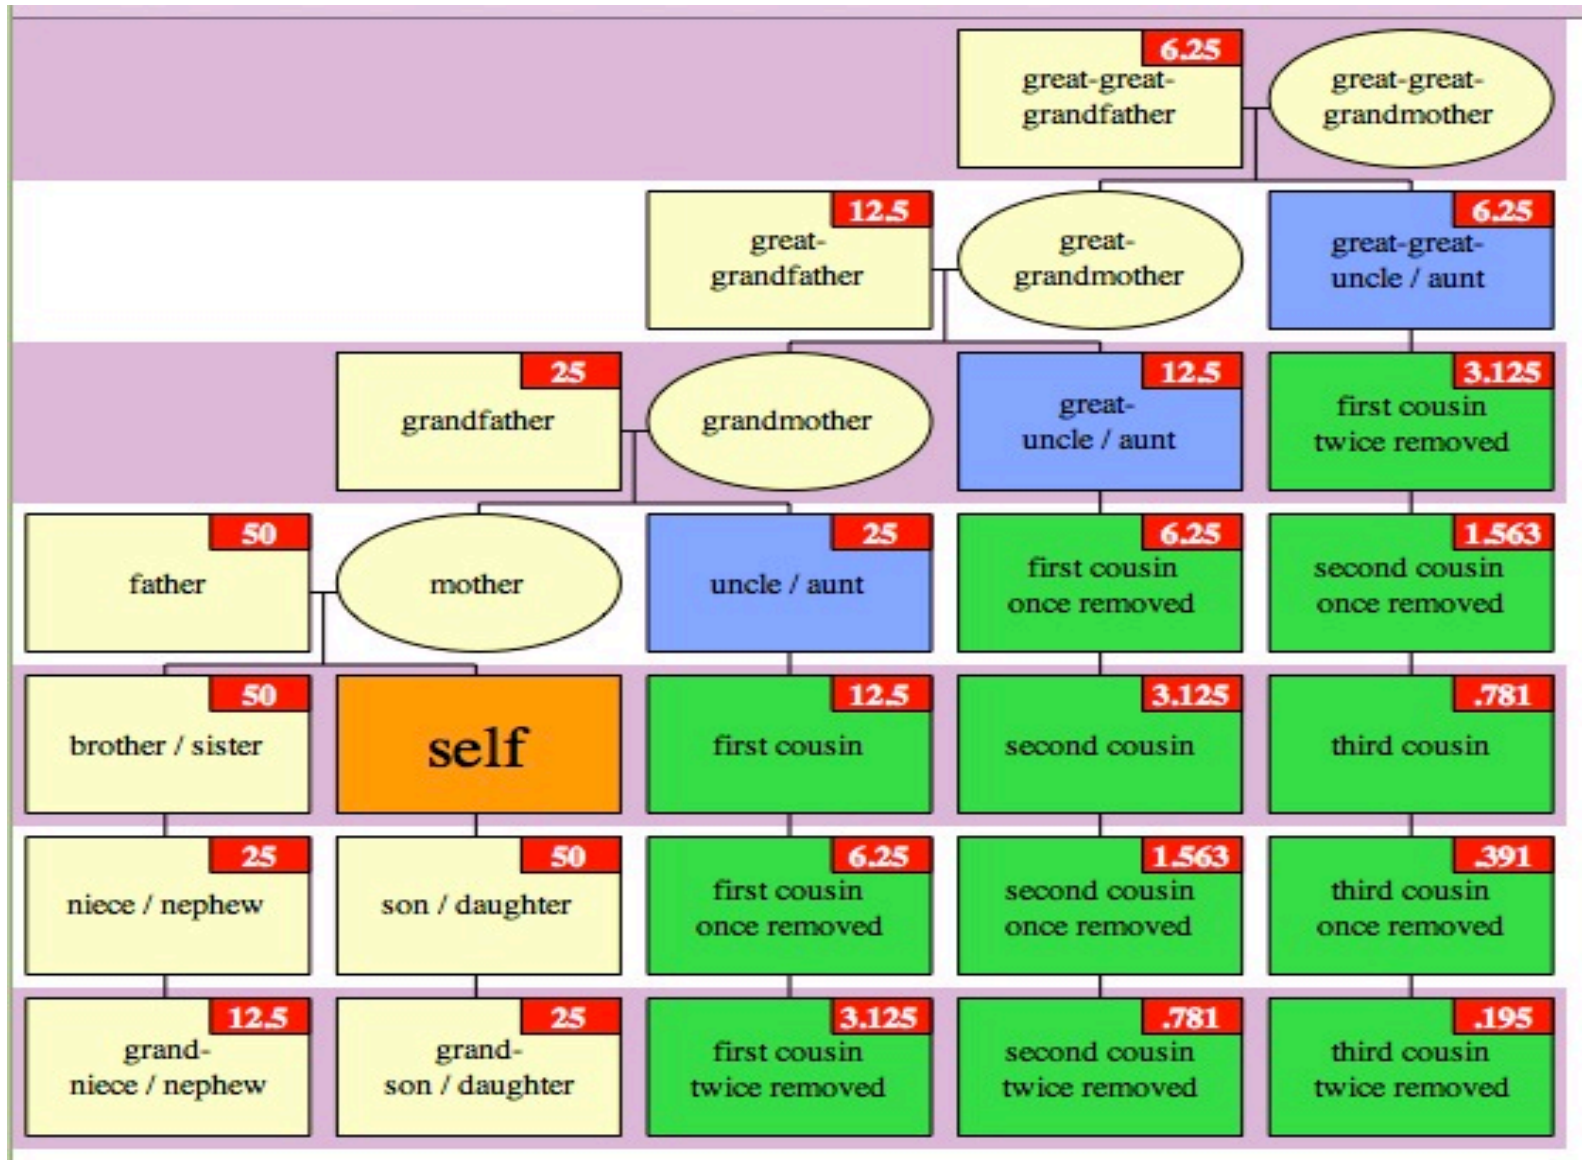 6.25
great-great-
grandfather
great-great-
grandmother
12.5
great-
grandfather
great-
grandmother
6.25
great-great-
uncle / aunt
25
grandfather
grandmother
12.5
great-
uncle / aunt
3.125
first cousin
twice removed
50
father
mother
25
uncle / aunt
6.25
first cousin
once removed
1.563
second cousin
once removed
50
brother / sister
self
12.5
first cousin
3.125
second cousin
.781
third cousin
25
niece / nephew
50
son / daughter
6.25
first cousin
once removed
1.563
second cousin
once removed
.391
third cousin
once removed
12.5
grand-
niece / nephew
25
grand-
son / daughter
3.125
first cousin
twice removed
.781
second cousin
twice removed
.195
third cousin
twice removed